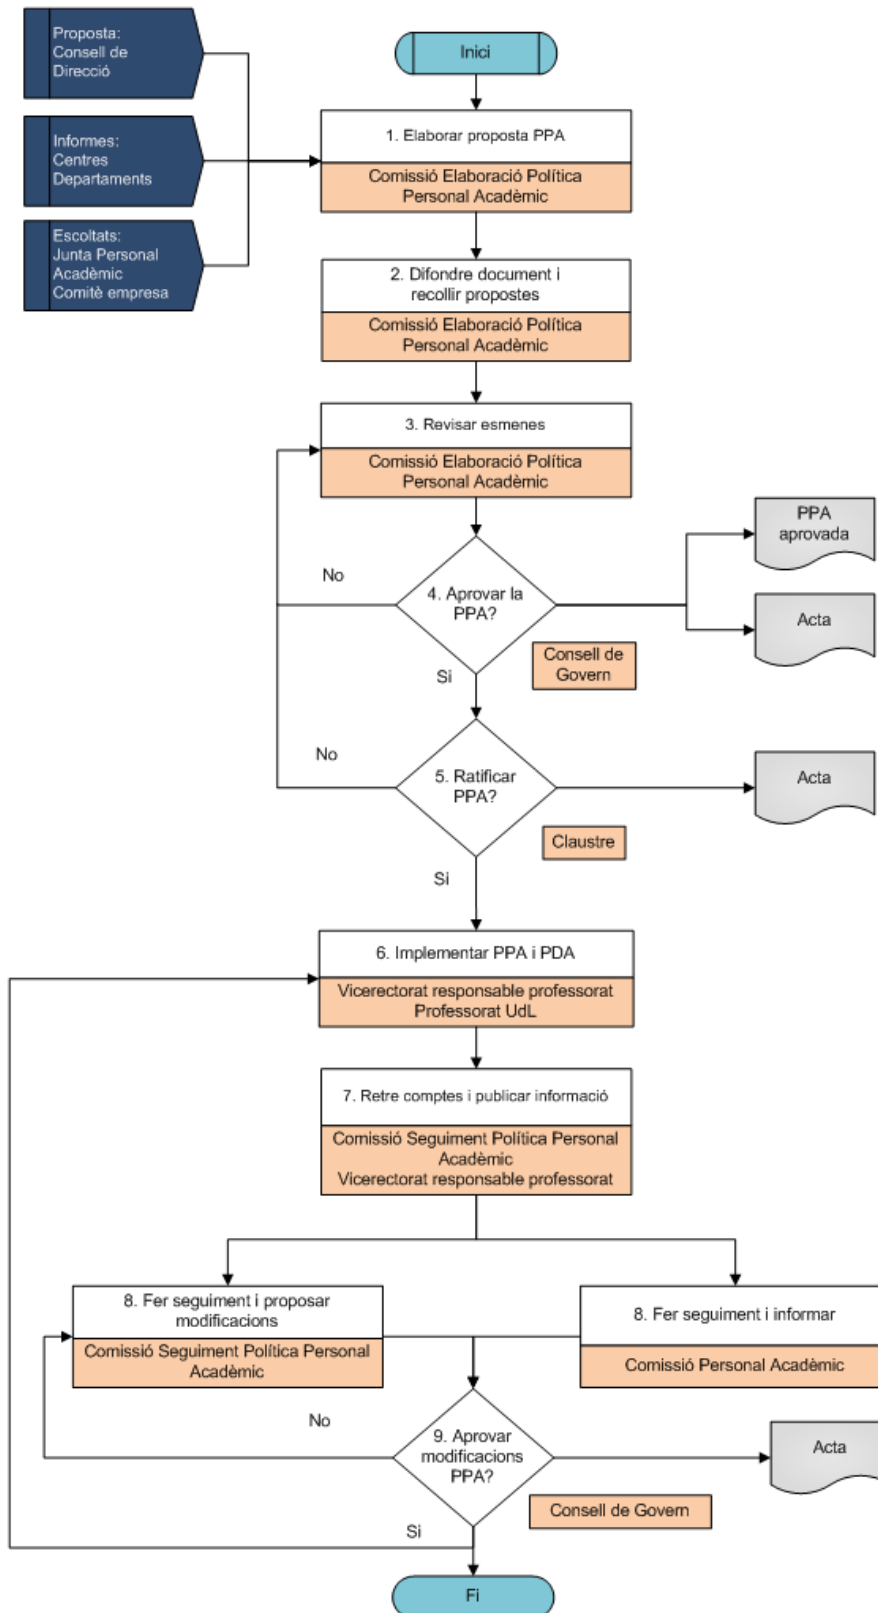 Proposta:
Consell de
Direcció
Inici
Informes:
Centres
Departaments
1. Elaborar proposta PPA
Comissió Elaboració Política
Personal Acadèmic
Escoltats:
Junta Personal
Acadèmic
Comitè empresa
2. Difondre document i
recollir propostes
Comissió Elaboració Política
Personal Acadèmic
3. Revisar esmenes
Comissió Elaboració Política
Personal Acadèmic
PPA
aprovada
No
4. Aprovar la
PPA?
Acta
Consell de
Govern
Si
No
5. Ratificar
PPA?
Acta
Claustre
Si
6. Implementar PPA i PDA
Vicerectorat responsable professorat
Professorat UdL
7. Retre comptes i publicar informació
Comissió Seguiment Política Personal
Acadèmic
Vicerectorat responsable professorat
8. Fer seguiment i proposar
modificacions
Comissió Seguiment Política Personal
Acadèmic
8. Fer seguiment i informar
Comissió Personal Acadèmic
No
9. Aprovar
modificacions
PPA?
Acta
Consell de Govern
Si
Fi